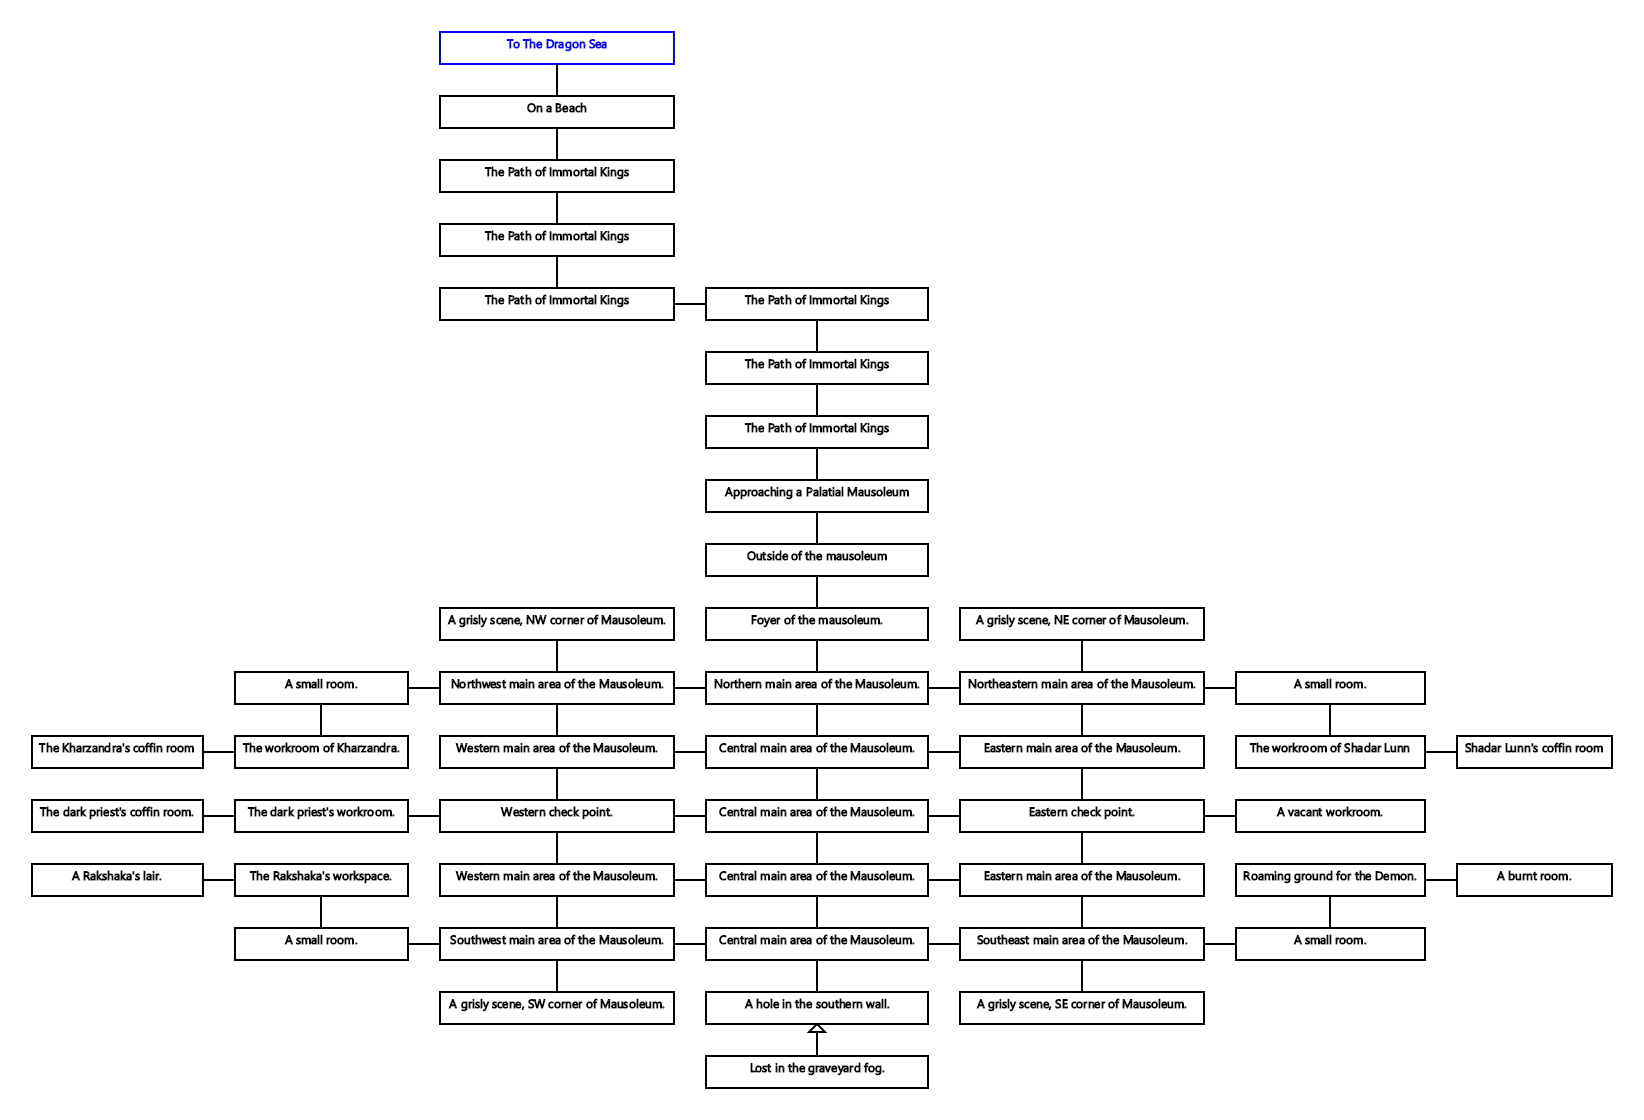 To The Dragon Sea
On a Beach
The Path of Immortal Kings
The Path of Immortal Kings
The Path of Immortal Kings
The Path of Immortal Kings
The Path of Immortal Kings
The Path of Immortal Kings
Approaching a Palatial Mausoleum
Outside of the mausoleum
A grisly scene, NW corner of Mausoleum.
Foyer of the mausoleum.
A grisly scene, NE corner of Mausoleum.
A small room.
Northwest main area of the Mausoleum.
Northern main area of the Mausoleum.
Northeastern main area of the Mausoleum.
A small room.
The Kharzandra's coffin room
The workroom of Kharzandra.
Western main area of the Mausoleum.
Central main area of the Mausoleum.
Eastern main area of the Mausoleum.
The workroom of Shadar Lunn
Shadar Lunn's coffin room
The dark priest's coffin room.
The dark priest's workroom.
Western check point.
Central main area of the Mausoleum.
Eastern check point.
A vacant workroom.
A Rakshaka's lair.
The Rakshaka's workspace.
Western main area of the Mausoleum.
Central main area of the Mausoleum.
Eastern main area of the Mausoleum.
Roaming ground for the Demon.
A burnt room.
A small room.
Southwest main area of the Mausoleum.
Central main area of the Mausoleum.
Southeast main area of the Mausoleum.
A small room.
A grisly scene, SW corner of Mausoleum.
A hole in the southern wall.
A grisly scene, SE corner of Mausoleum.
Lost in the graveyard fog.